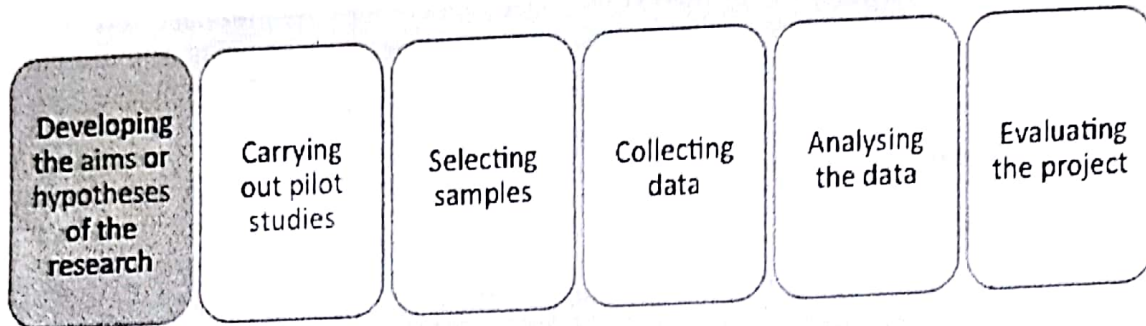 Developing
the aims or
hypotheses
of the
research
Carrying
out pilot
studies
Selecting
samples
Collecting
data
Analysing
the data
Evaluating
the project